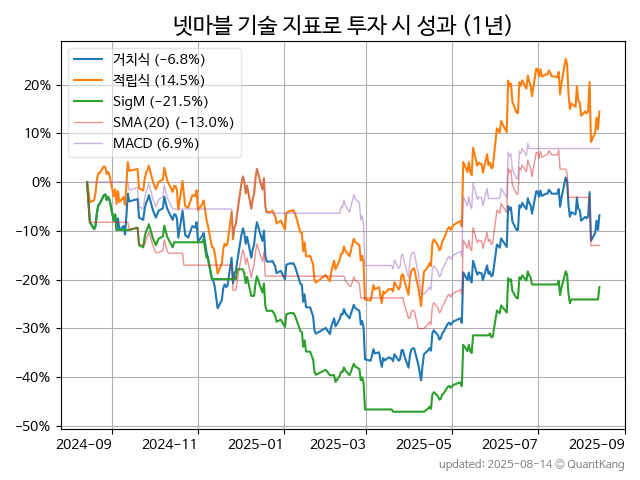 넷마블 기술 지표로 투자 시 성과 (1년)
거치식 (−6.8%)
적립식 (14.5%)
SigM (−21.5%)
SMA(20) (−13.0%)
MACD (6.9%)
20%
10%
0%
−10%
−20%
−30%
−40%
−50%
2024-09 2024-11 2025-01 2025-03 2025-05 2025-07 2025-09
updated: 2025-08-14 © QuantKang